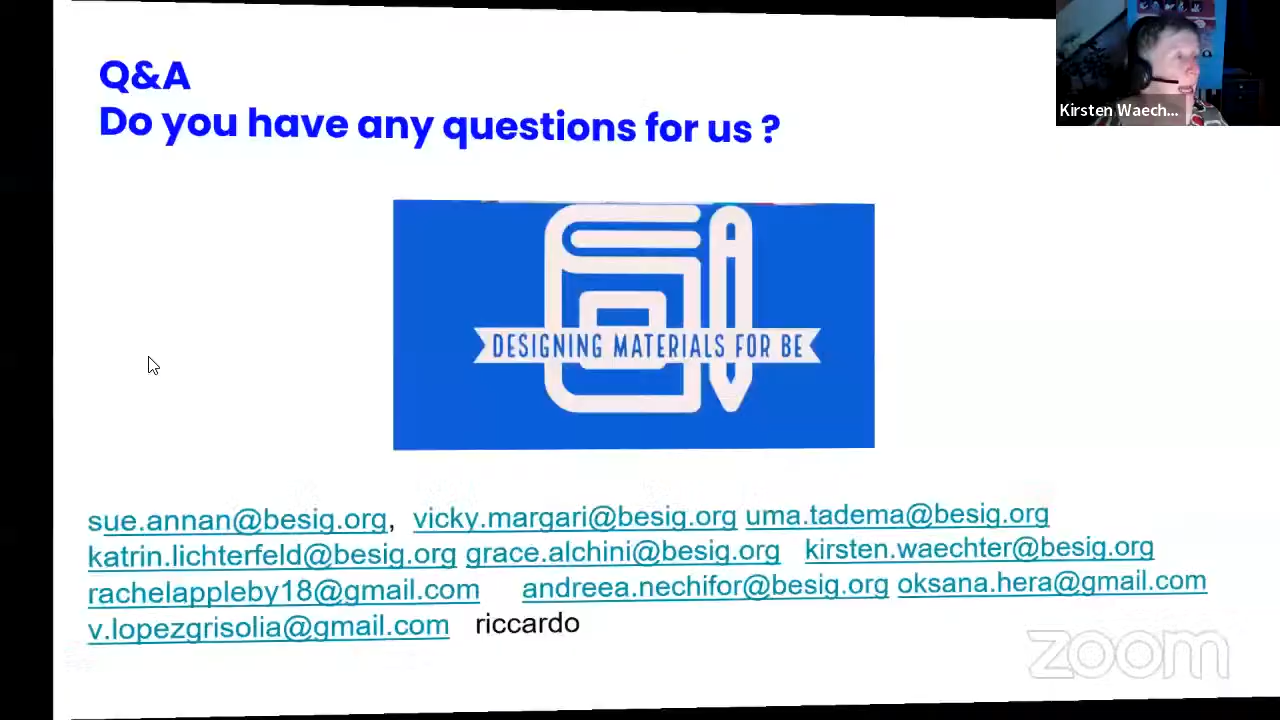 Q&A
Do you have any questions for us ?
Kirsten Waech...
DESIGNING MATERIALS FOR BE
sue.annan@besig.org, vicky.margari@besig.org uma.tadema@besig.org
katrin.lichterfeld@besig.org grace.alchini@besig.org kirsten.waechter@besig.org
rachelappleby18@gmail.com andreea.nechifor@besig.org oksana.hera@gmail.com
v.lopezgrisolia@gmail.com riccardo
zoom